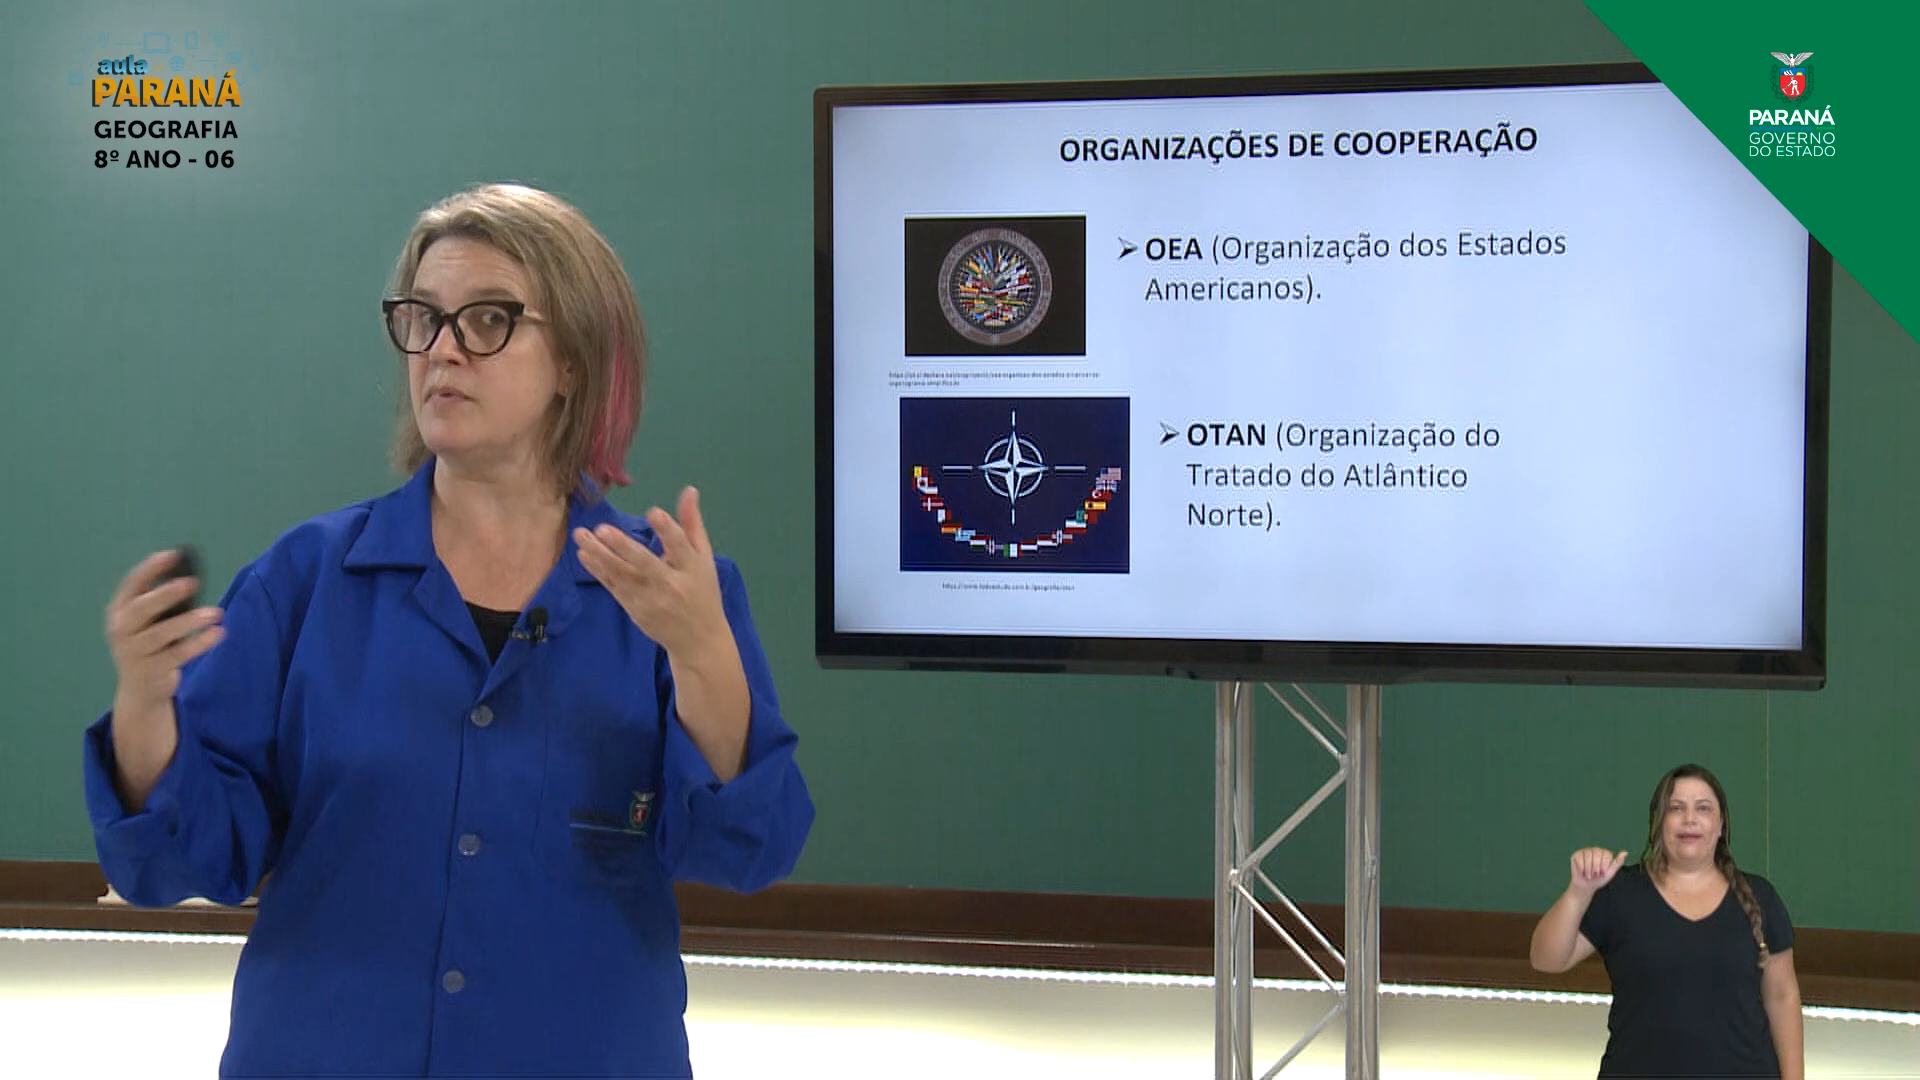 aula
PARANÁ
GEOGRAFIA
8º ANO - 06
PARANÁ
GOVERNO
DO ESTADO
ORGANIZAÇÕES DE COOPERAÇÃO
➢ OEA (Organização dos Estados
Americanos).
➢ OTAN (Organização do
Tratado do Atlântico
Norte).